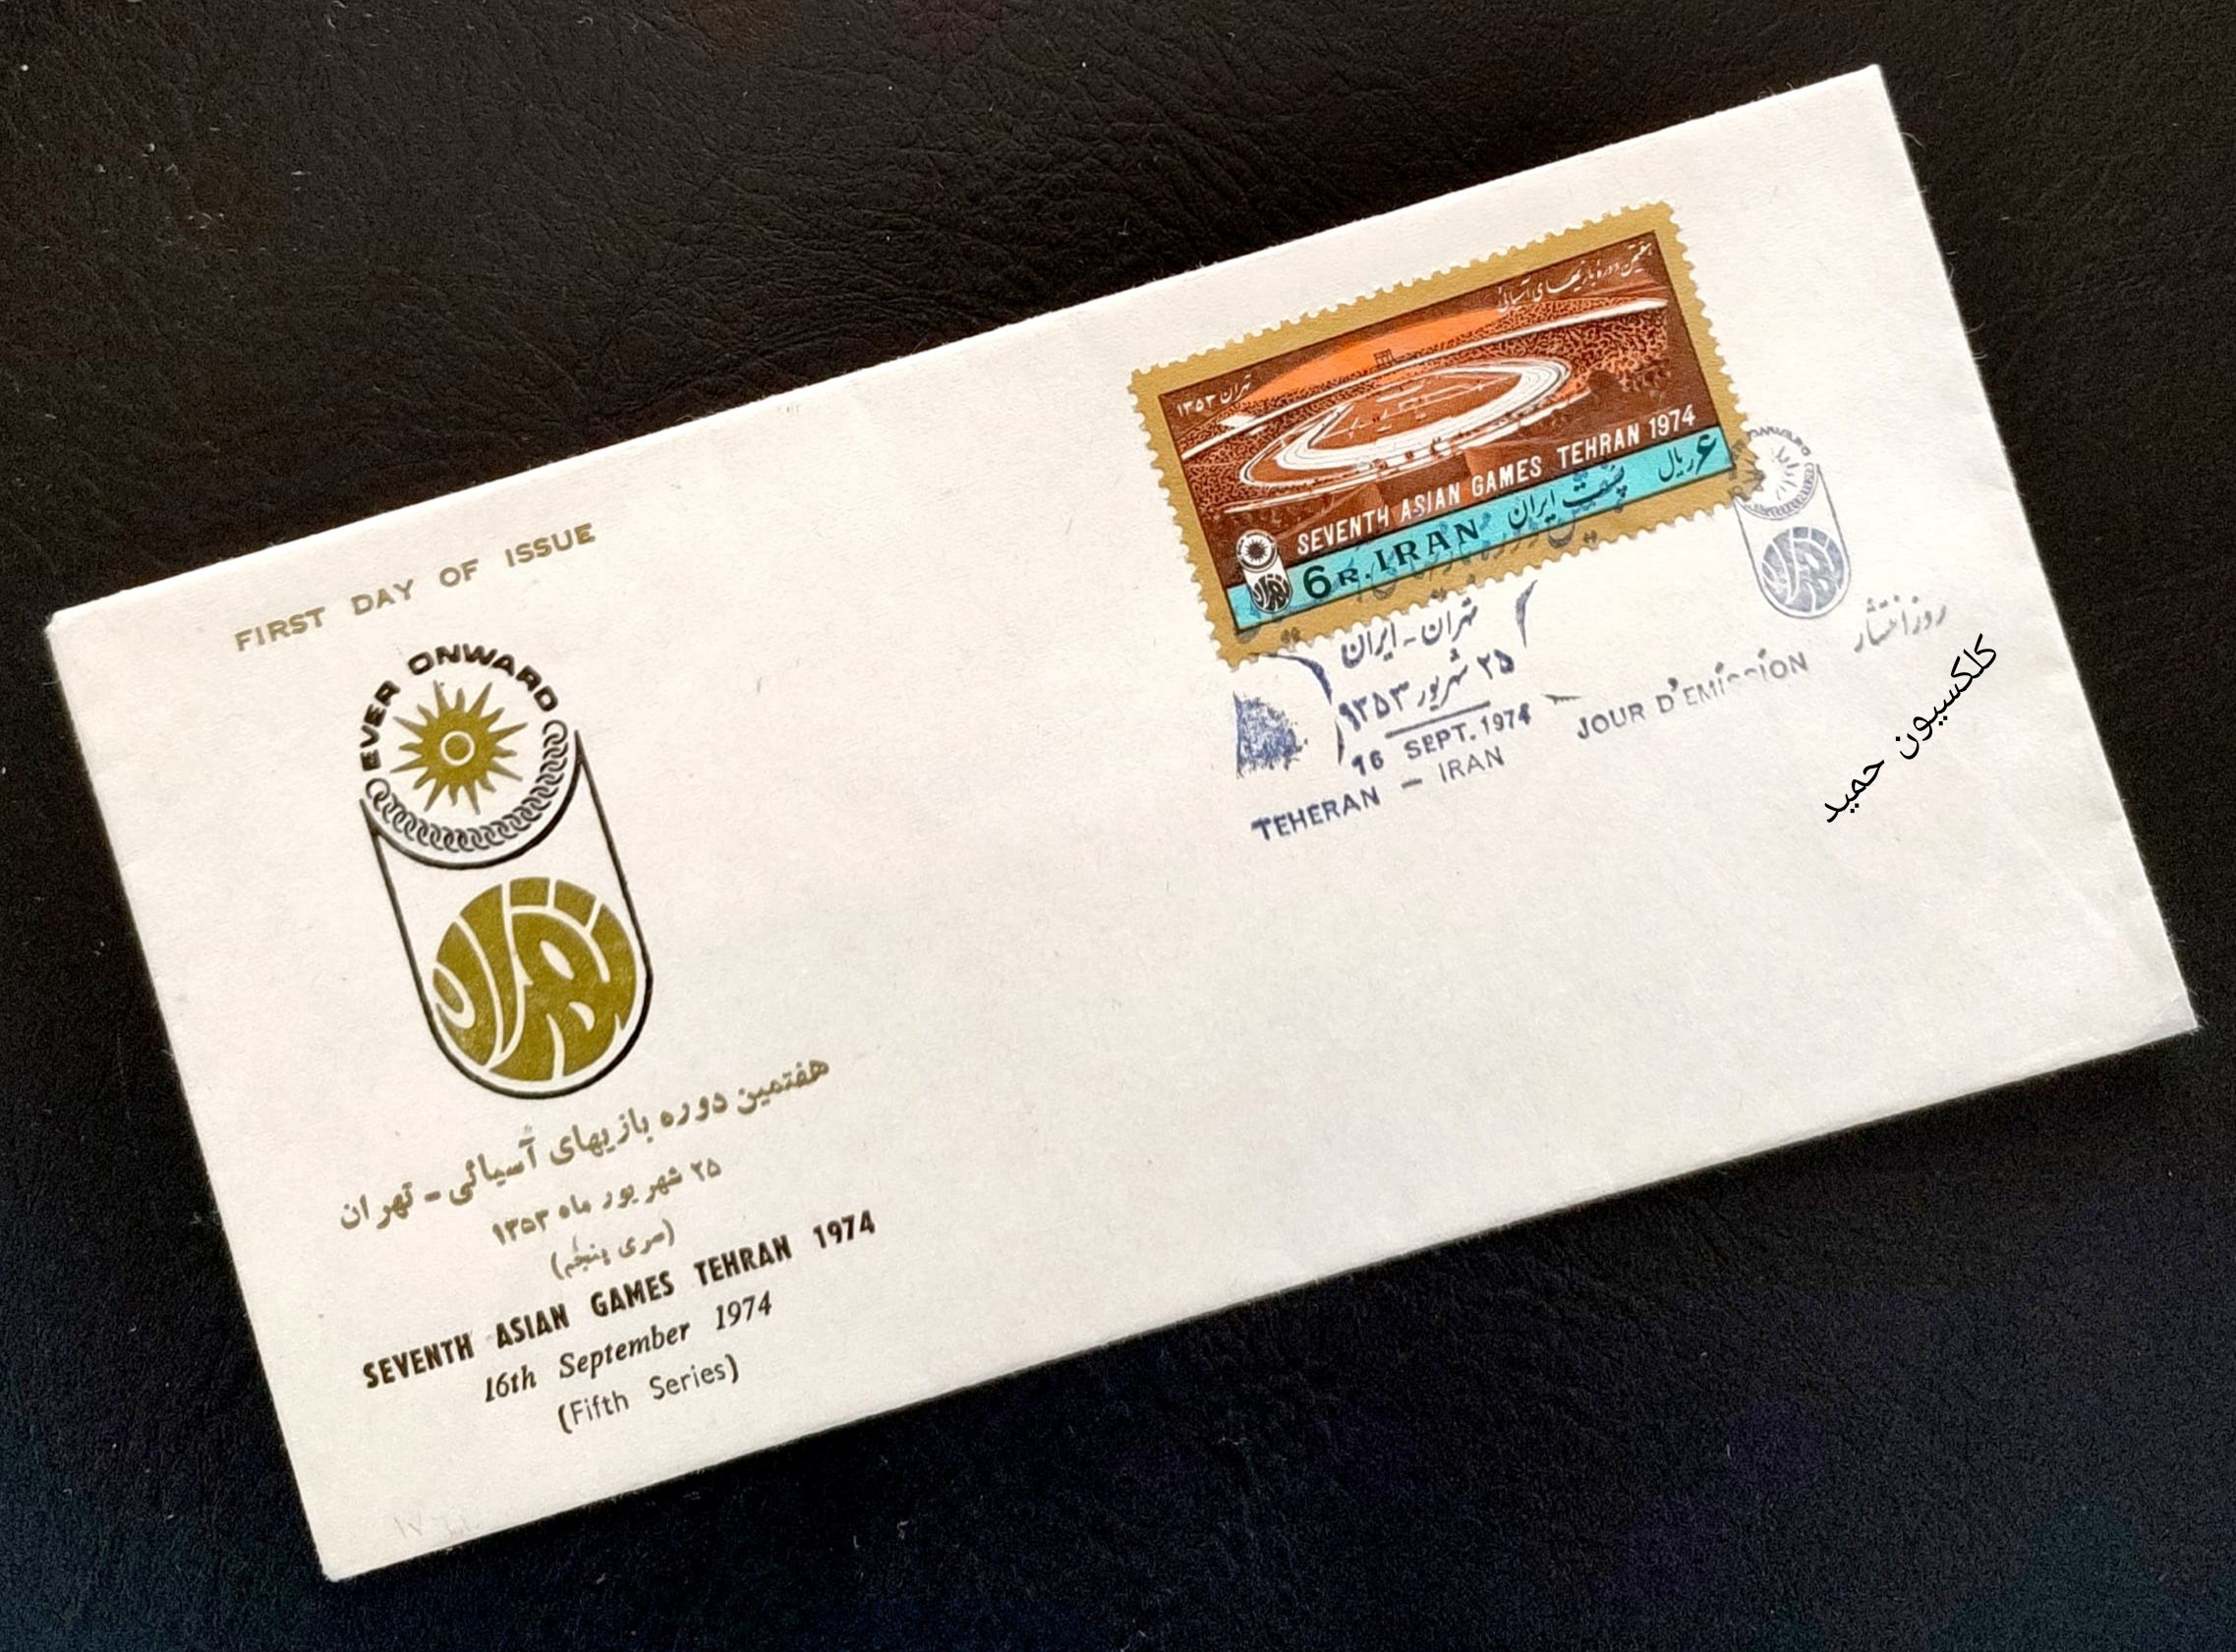 FIRST DAY OF ISSUE
EVER ONWARD
تهران
هفتمین دوره بازیهای آسیائی - تهران
۲۵ شهریور ماه ۱۳۵۳
(سری پنجم)
SEVENTH ASIAN GAMES TEHRAN 1974
16th September 1974
(Fifth Series)
هفتمین دوره بازیهای آسیائی
تهران ۱۳۵۳
SEVENTH ASIAN GAMES TEHRAN 1974
6 R. IRAN پست ایران ۶ ریال
تهران
ONWARD
تهران
تهران - ایران
۲۵ شهریور ۱۳۵۳
16 SEPT. 1974
TEHERAN - IRAN
JOUR D'EMISSION روز انتشار
کلکسیون حمید